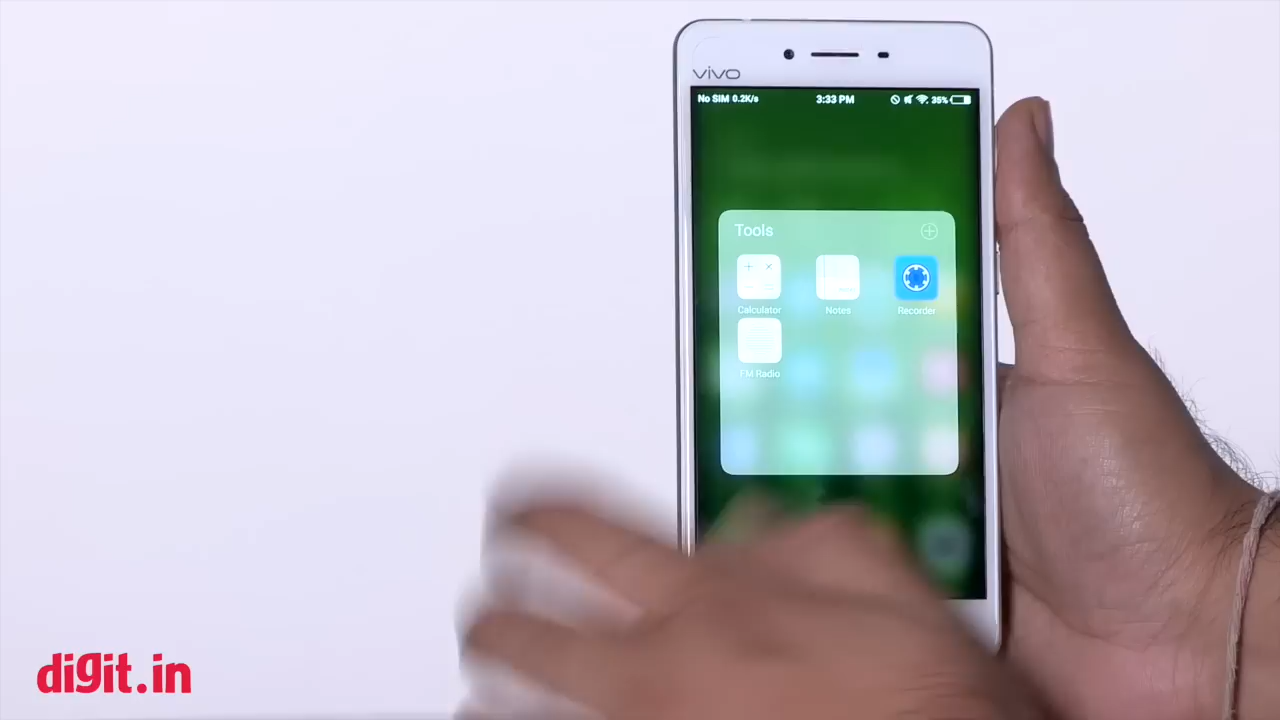 vivo
No SIM 0.2K/s 3:33 PM 35%
Tools
Calculator Notes Recorder
FM Radio
digit.in